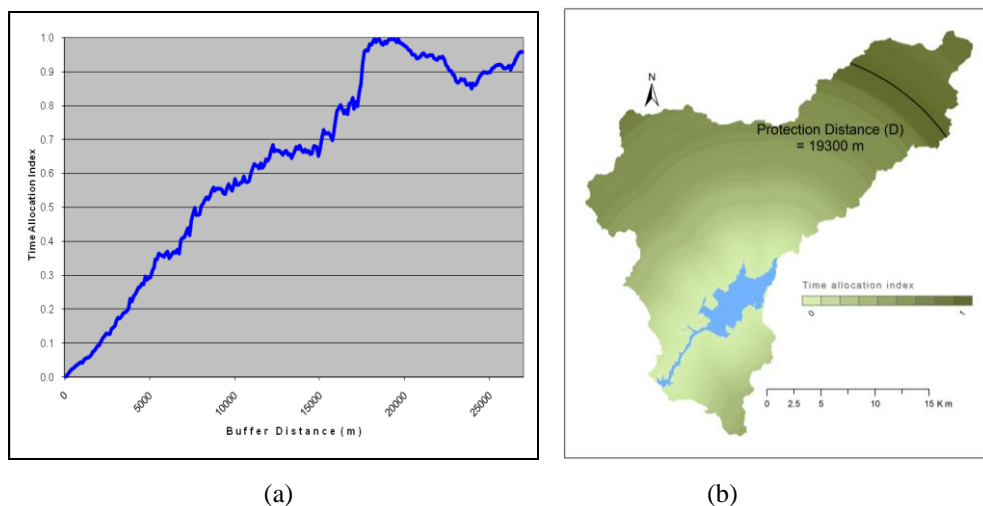 1.0
0.9
0.8
0.7
0.6
0.5
0.4
0.3
0.2
0.1
0.0
Time Allocation Index
0
5000
10000
15000
20000
25000
Buffer Distance (m)
(a)
N
Protection Distance (D)
= 19300 m
Time allocation index
0
1
0 2.5 5 10 15 Km
(b)